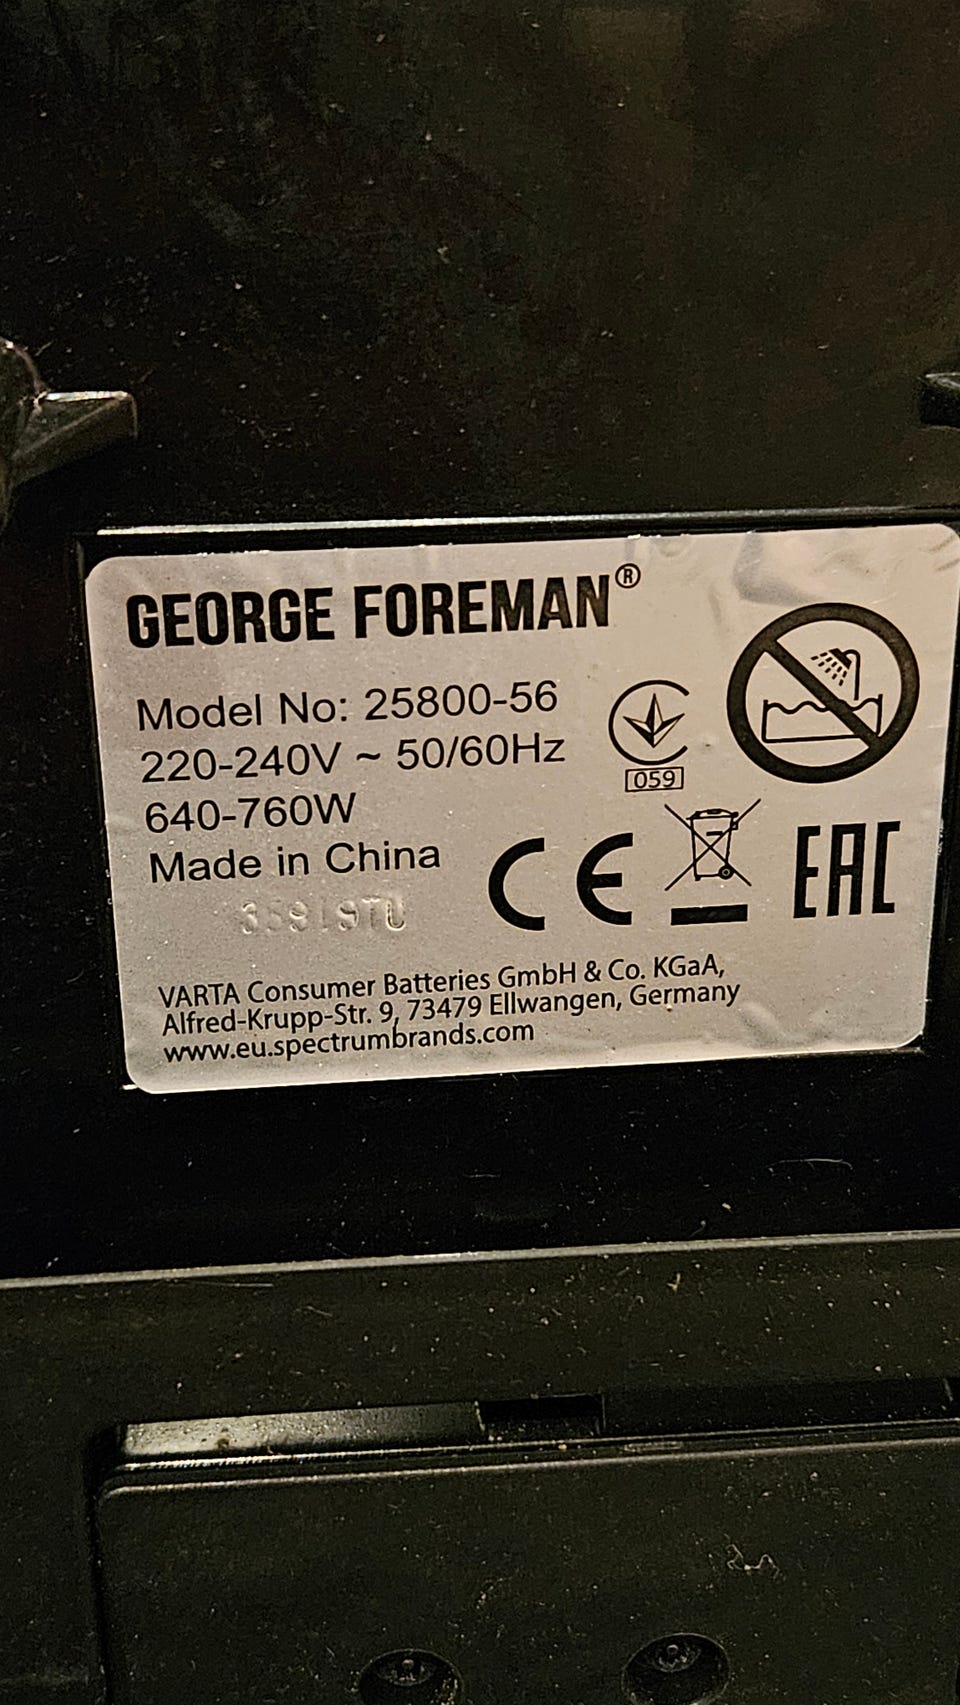 GEORGE FOREMAN®
Model No: 25800-56
220-240V ~ 50/60Hz
640-760W
Made in China
059
CE
EAC
VARTA Consumer Batteries GmbH & Co. KGaA,
Alfred-Krupp-Str. 9, 73479 Ellwangen, Germany
www.eu.spectrumbrands.com